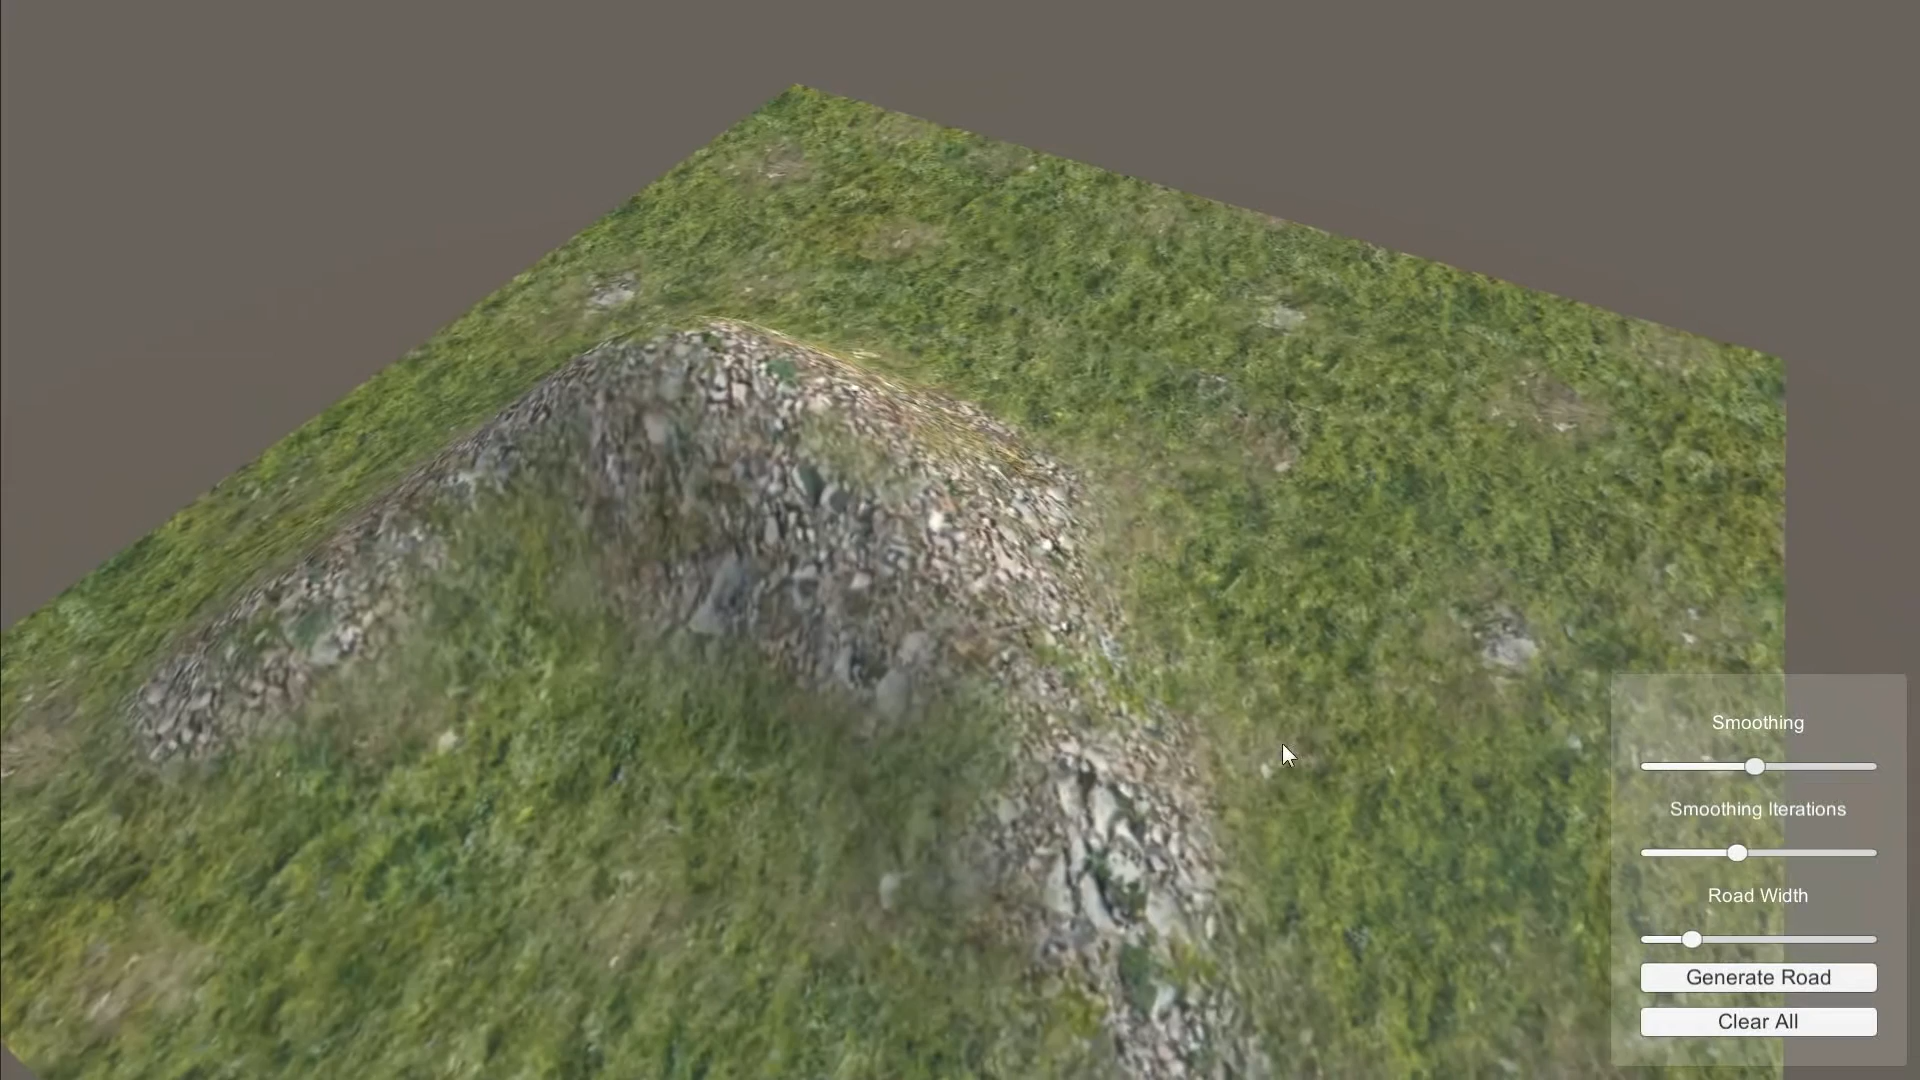 Smoothing
Smoothing Iterations
Road Width
Generate Road
Clear All